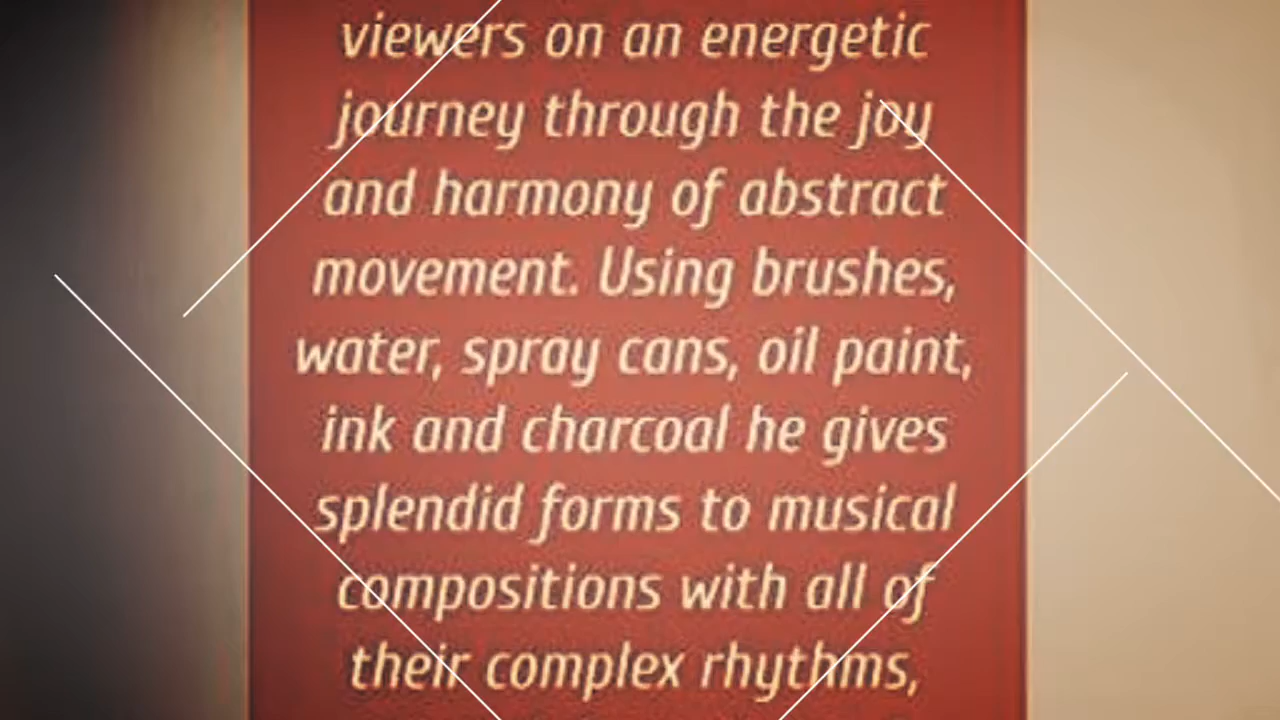 viewers on an energetic
journey through the joy
and harmony of abstract
movement. Using brushes,
water, spray cans, oil paint,
ink and charcoal he gives
splendid forms to musical
compositions with all of
their complex rhythms,